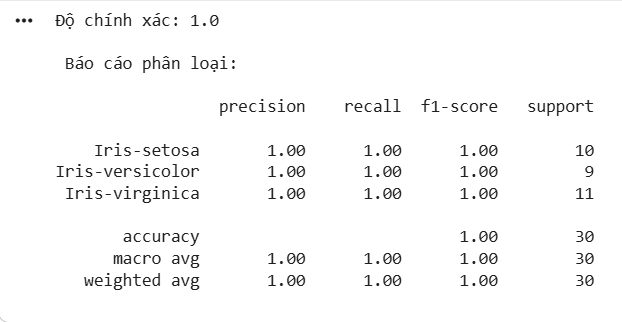 ••• Độ chính xác: 1.0
Báo cáo phân loại:
precision recall f1-score support
Iris-setosa 1.00 1.00 1.00 10
Iris-versicolor 1.00 1.00 1.00 9
Iris-virginica 1.00 1.00 1.00 11
accuracy 1.00 30
macro avg 1.00 1.00 1.00 30
weighted avg 1.00 1.00 1.00 30